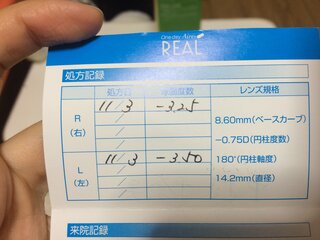 One day Aires
REAL
処方記録
処方日 球面度数 レンズ規格
R
(右)
11/3 -3.25
8.60mm(ベースカーブ)
-0.75D(円柱度数)
L
(左)
11/3 -3.50
180°(円柱軸度)
14.2mm(直径)
来院記録